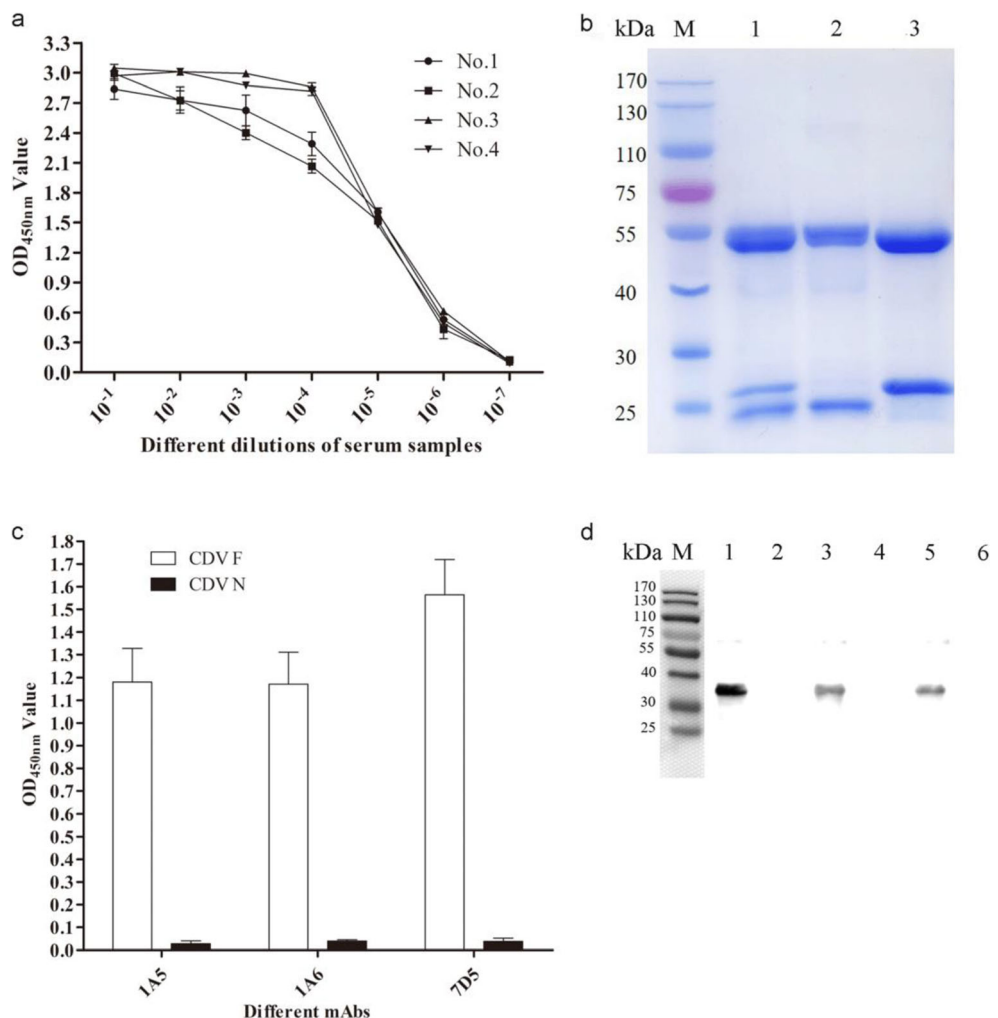 a
3.3
3.0
2.7
2.4
2.1
1.8
1.5
1.2
0.9
0.6
0.3
0.0
OD450nm Value
No.1
No.2
No.3
No.4
10-1 10-2 10-3 10-4 10-5 10-6 10-7
Different dilutions of serum samples
b
kDa M 1 2 3
170
130
110
75
55
40
30
25
c
1.8
1.7
1.6
1.5
1.4
1.3
1.2
1.1
1.0
0.9
0.8
0.7
0.6
0.5
0.4
0.3
0.2
0.1
0.0
OD450nm Value
CDV F
CDV N
1A5 1A6 7D5
Different mAbs
d
kDa M 1 2 3 4 5 6
170
130
110
75
55
40
30
25